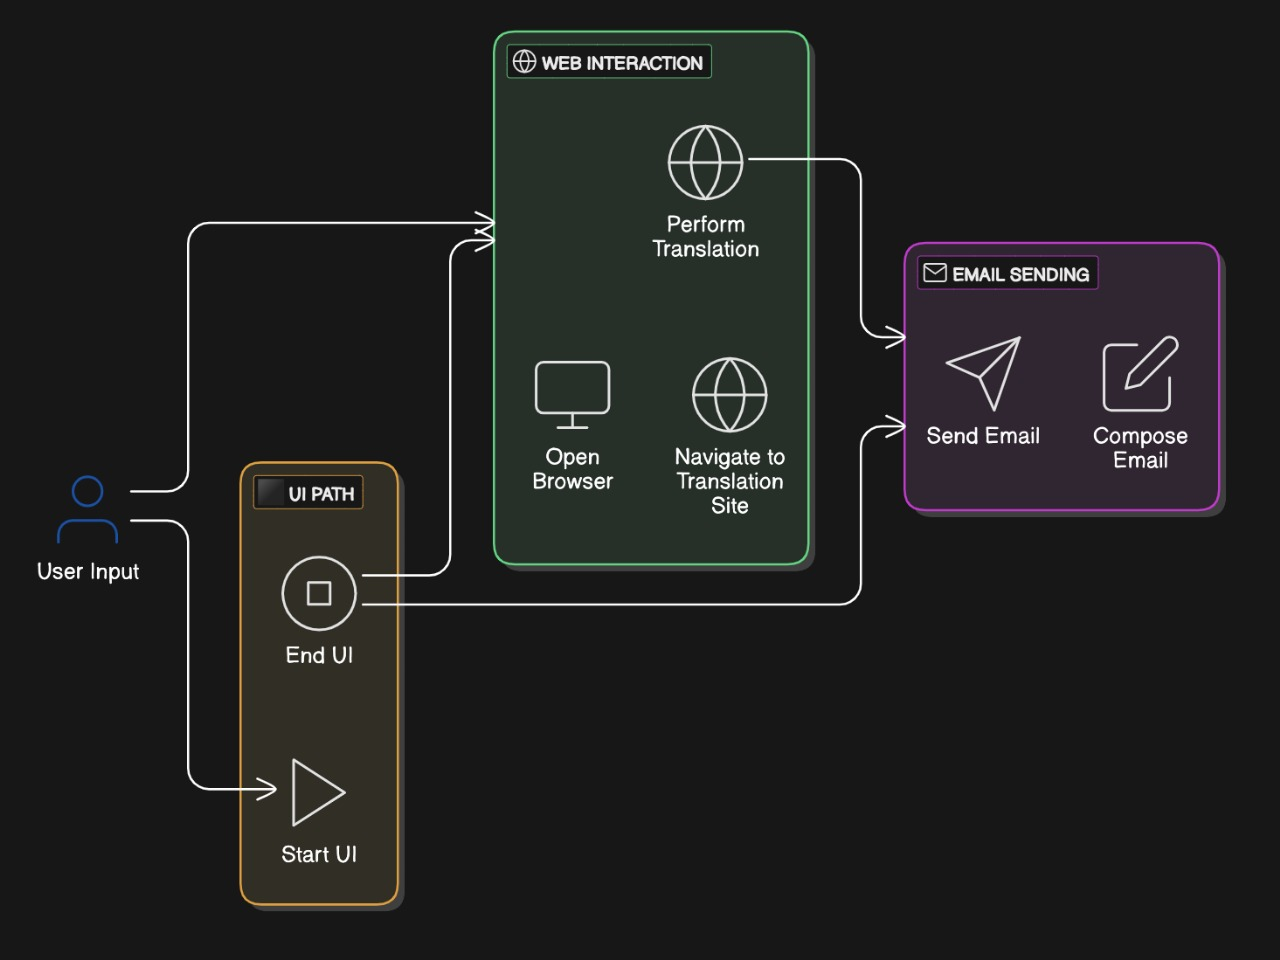 WEB INTERACTION
Perform
Translation
Open
Browser
Navigate to
Translation
Site
EMAIL SENDING
Send Email
Compose
Email
User Input
UI PATH
End UI
Start UI